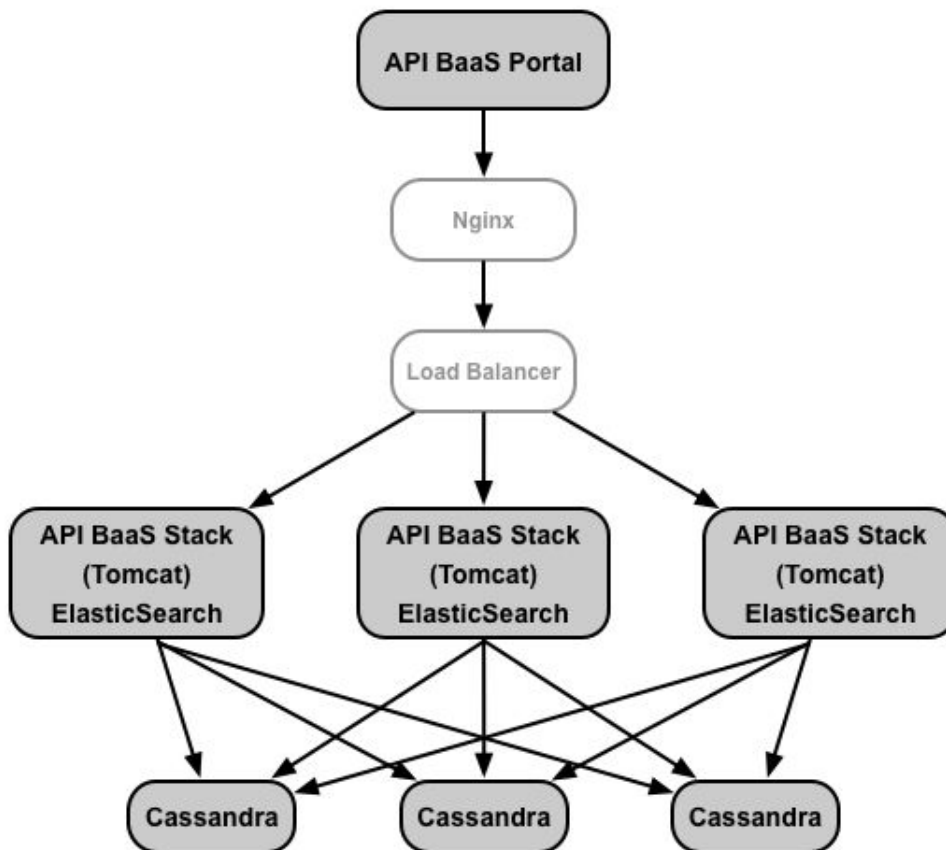 API BaaS Portal
Nginx
Load Balancer
API BaaS Stack
(Tomcat)
ElasticSearch
API BaaS Stack
(Tomcat)
ElasticSearch
API BaaS Stack
(Tomcat)
ElasticSearch
Cassandra
Cassandra
Cassandra